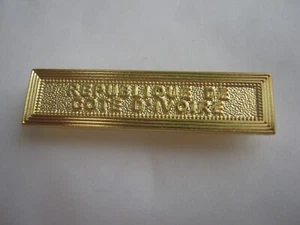 REPUBLIQUE DE
COTE D'IVOIRE